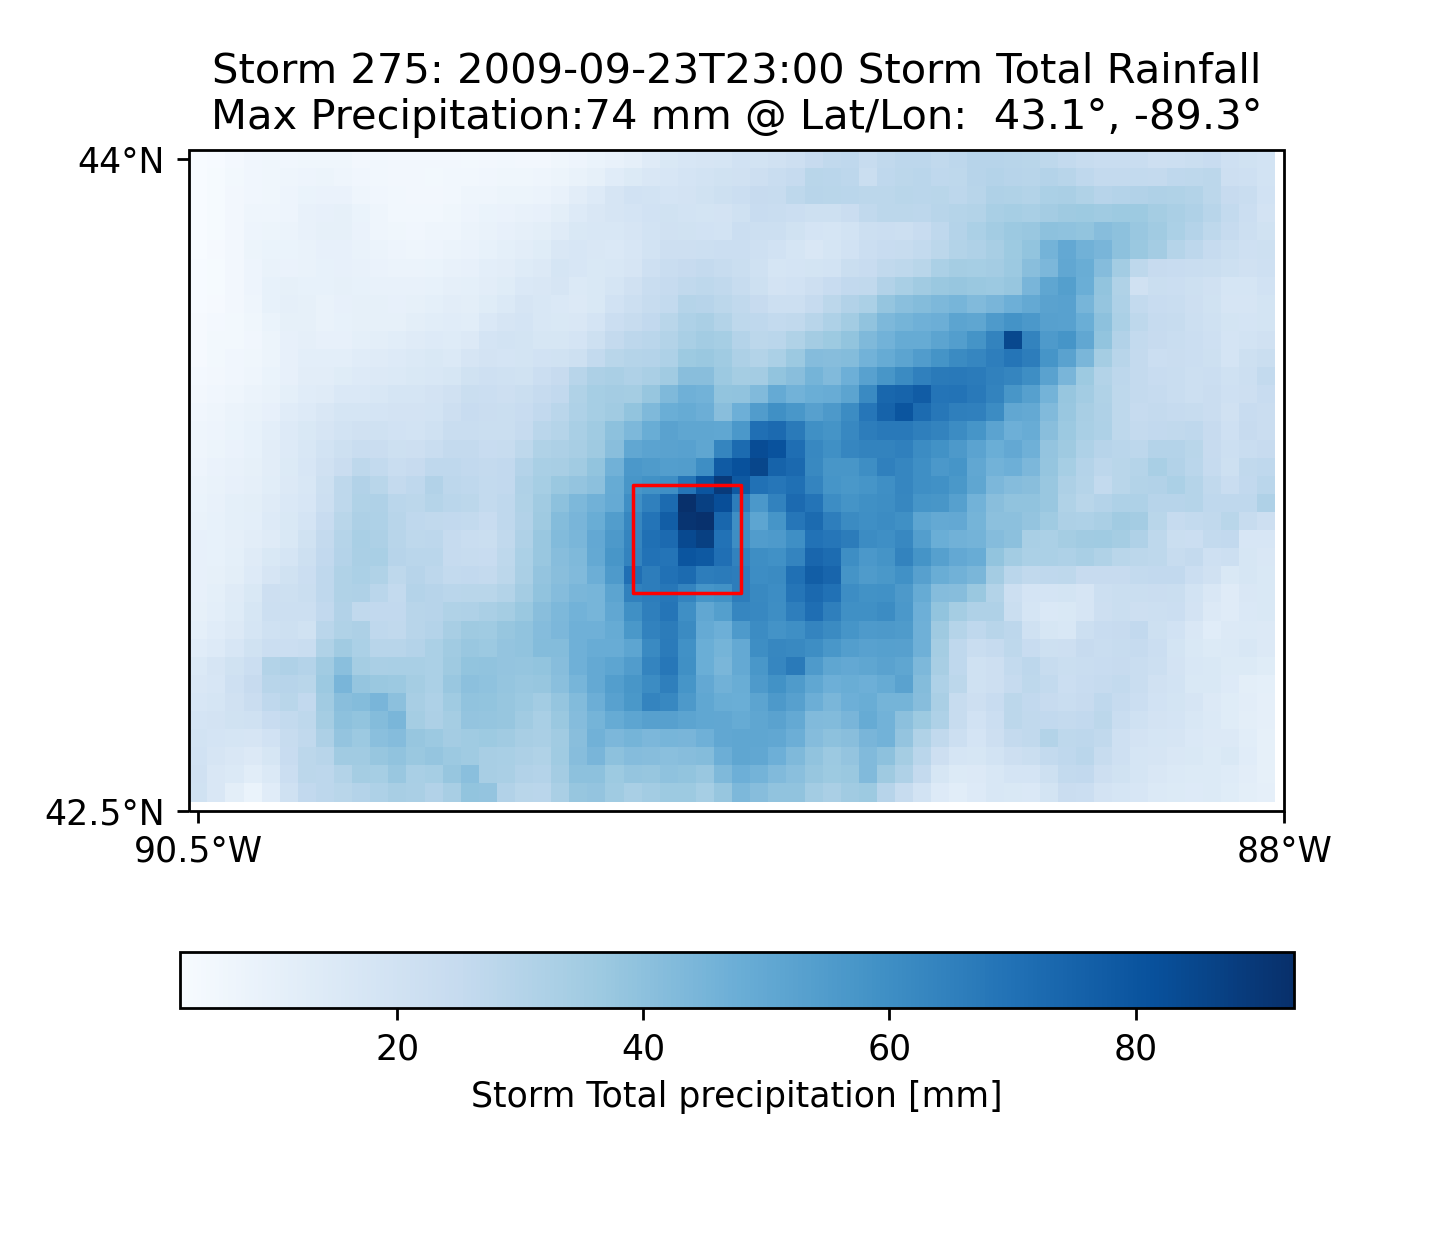 Storm 275: 2009-09-23T23:00 Storm Total Rainfall
Max Precipitation:74 mm @ Lat/Lon:  43.1°, -89.3°
44°N
42.5°N
90.5°W 88°W
20 40 60 80
Storm Total precipitation [mm]